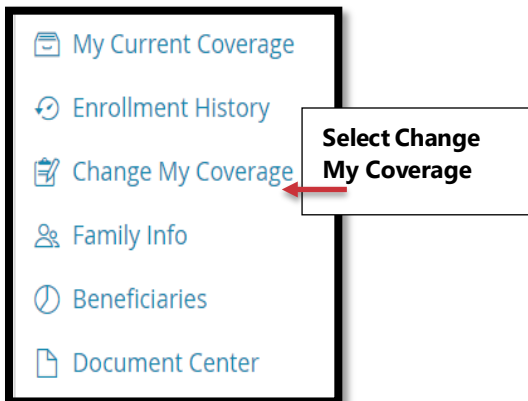 My Current Coverage
Enrollment History
Change My Coverage
Family Info
Beneficiaries
Document Center
Select Change
My Coverage